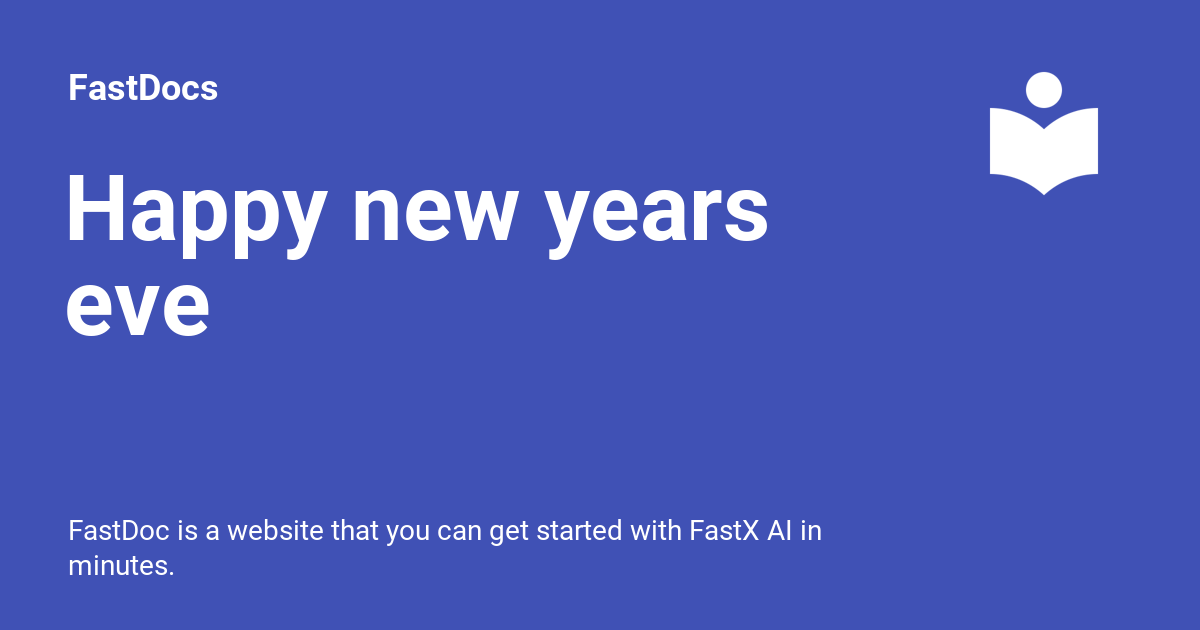 FastDocs
Happy new years
eve
FastDoc is a website that you can get started with FastX AI in
minutes.